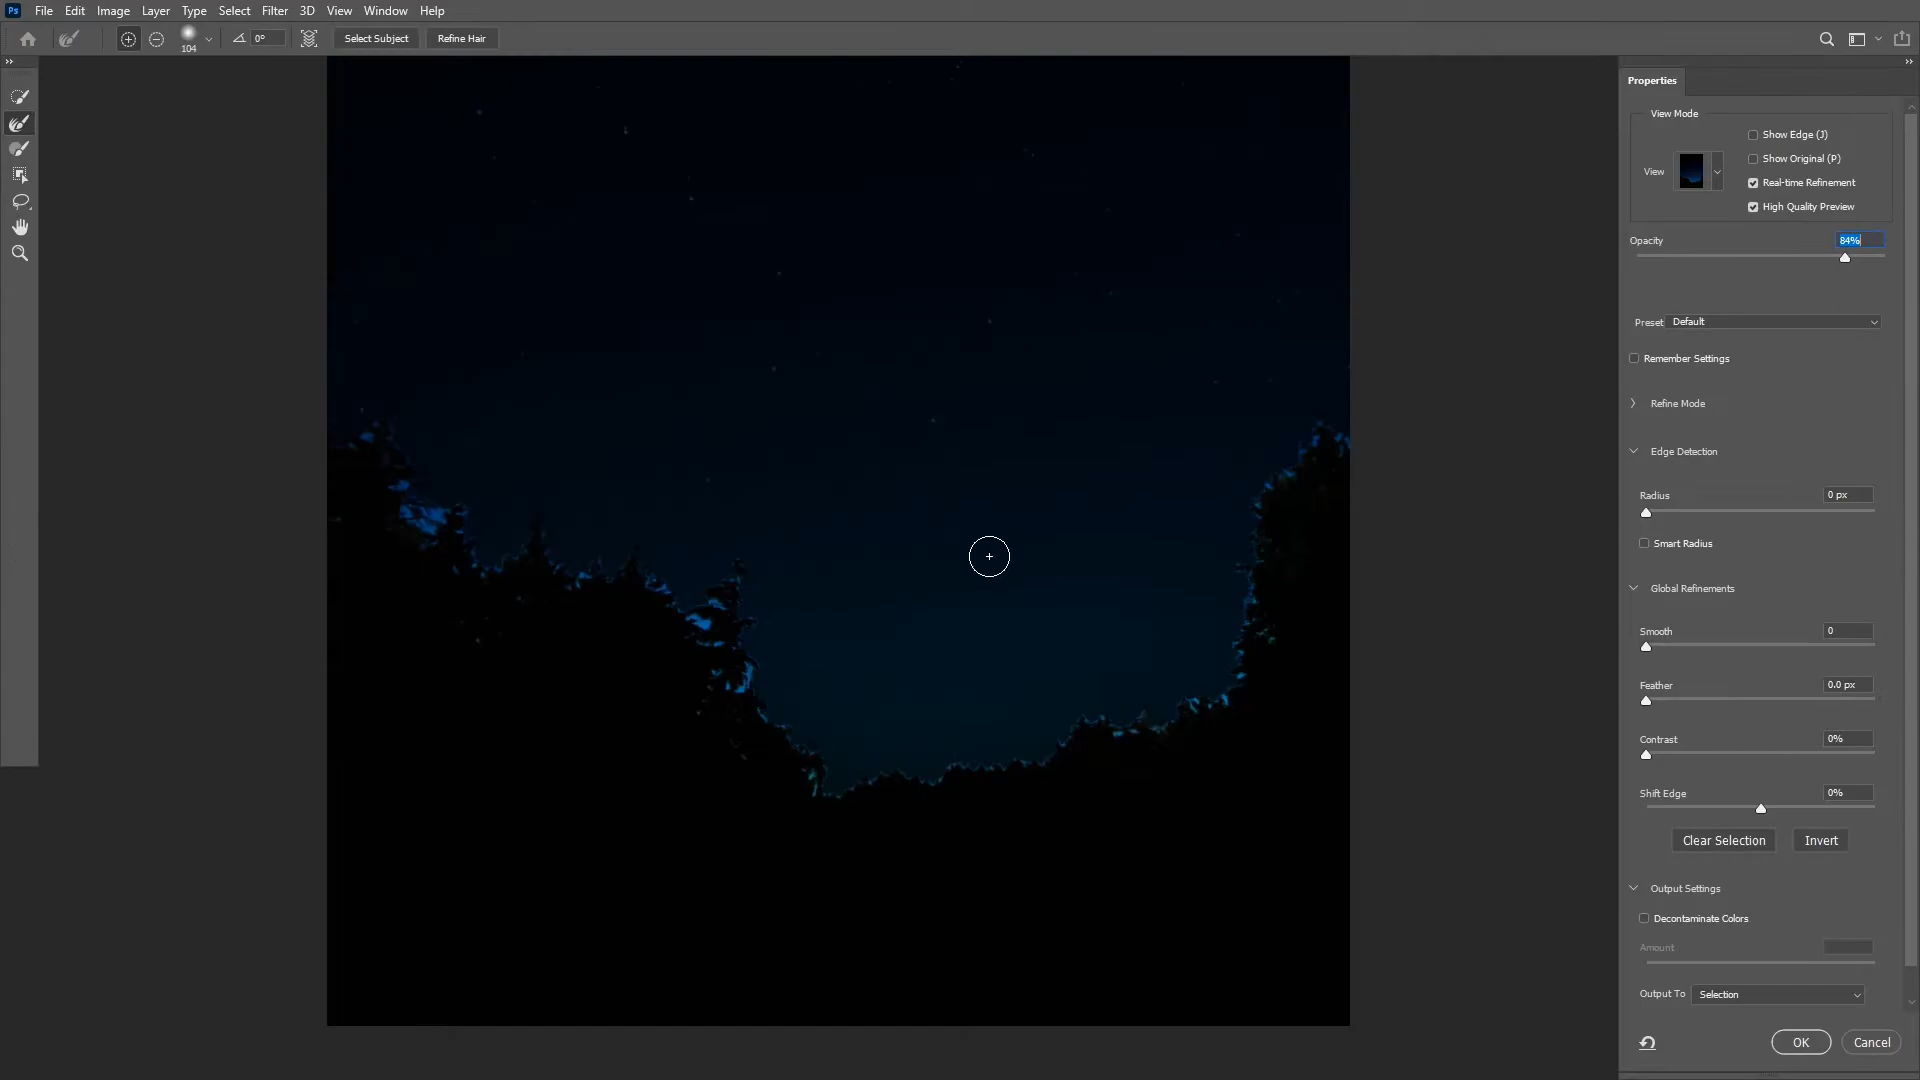 Ps File Edit Image Layer Type Select Filter 3D View Window Help
104 0° Select Subject Refine Hair
Properties
View Mode
Show Edge (J)
Show Original (P)
View
Real-time Refinement
High Quality Preview
Opacity 84%
Preset Default
Remember Settings
Refine Mode
Edge Detection
Radius 0 px
Smart Radius
Global Refinements
Smooth 0
Feather 0.0 px
Contrast 0%
Shift Edge 0%
Clear Selection Invert
Output Settings
Decontaminate Colors
Amount
Output To Selection
OK Cancel